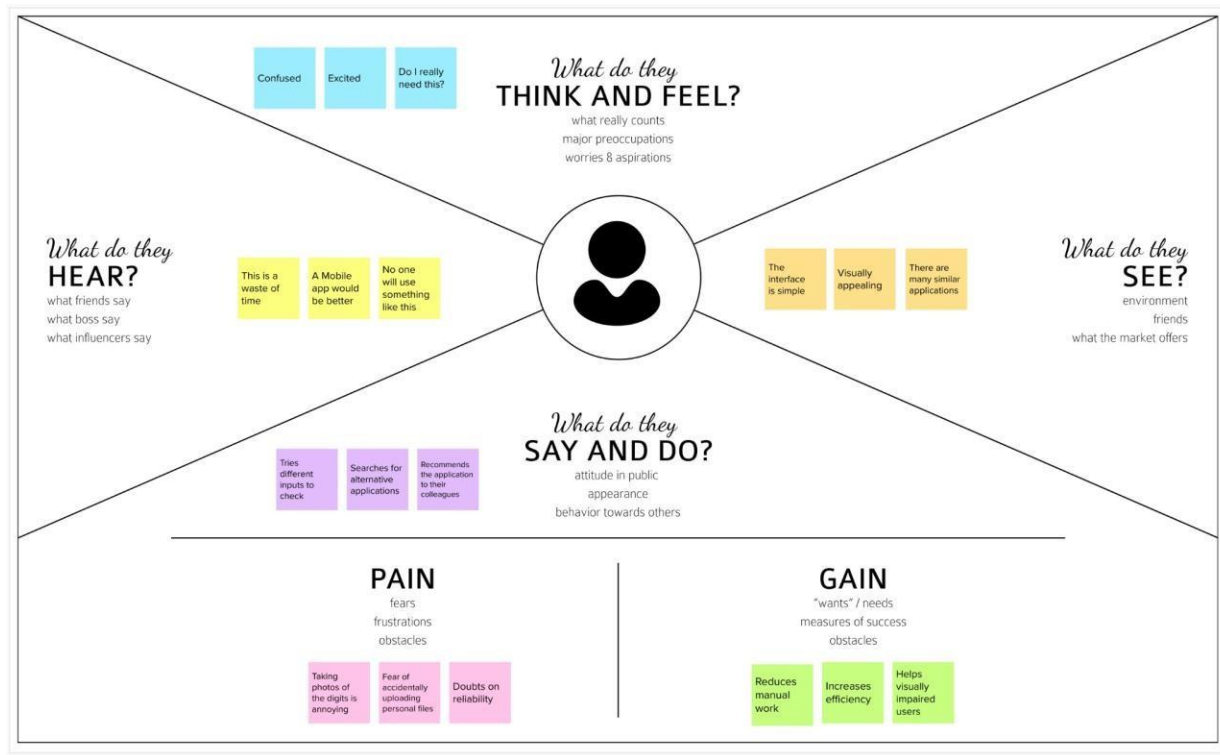 What do they
THINK AND FEEL?
what really counts
major preoccupations
worries & aspirations
Confused
Excited
Do I really
need this?
What do they
HEAR?
what friends say
what boss say
what influencers say
This is a
waste of
time
A Mobile
app would
be better
No one
will use
something
like this
What do they
SEE?
environment
friends
what the market offers
The
interface
is simple
Visually
appealing
There are
many similar
applications
What do they
SAY AND DO?
attitude in public
appearance
behavior towards others
Tries
different
inputs to
check
Searches for
alternative
applications
Recommends
the application
to their
colleagues
PAIN
fears
frustrations
obstacles
Taking
photos of
the digits is
annoying
Fear of
accidentally
uploading
personal files
Doubts on
reliability
GAIN
"wants" / needs
measures of success
obstacles
Reduces
manual
work
Increases
efficiency
Helps
visually
impaired
users